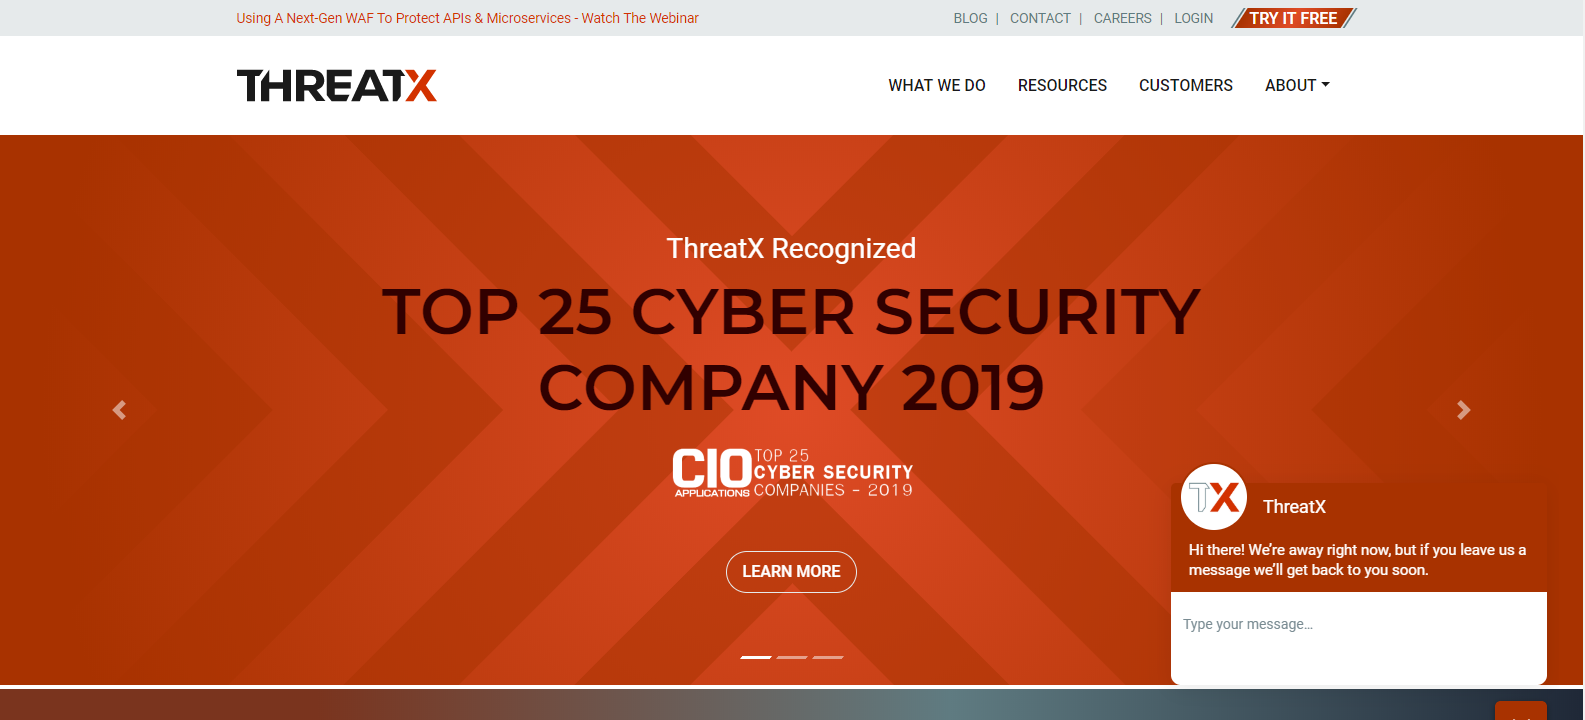 Using A Next-Gen WAF To Protect APIs & Microservices - Watch The Webinar
BLOG | CONTACT | CAREERS | LOGIN
TRY IT FREE
THREATX
WHAT WE DO
RESOURCES
CUSTOMERS
ABOUT
ThreatX Recognized
TOP 25 CYBER SECURITY
COMPANY 2019
CIO
APPLICATIONS
TOP 25
CYBER SECURITY
COMPANIES - 2019
LEARN MORE
TX
ThreatX
Hi there! We're away right now, but if you leave us a
message we'll get back to you soon.
Type your message...